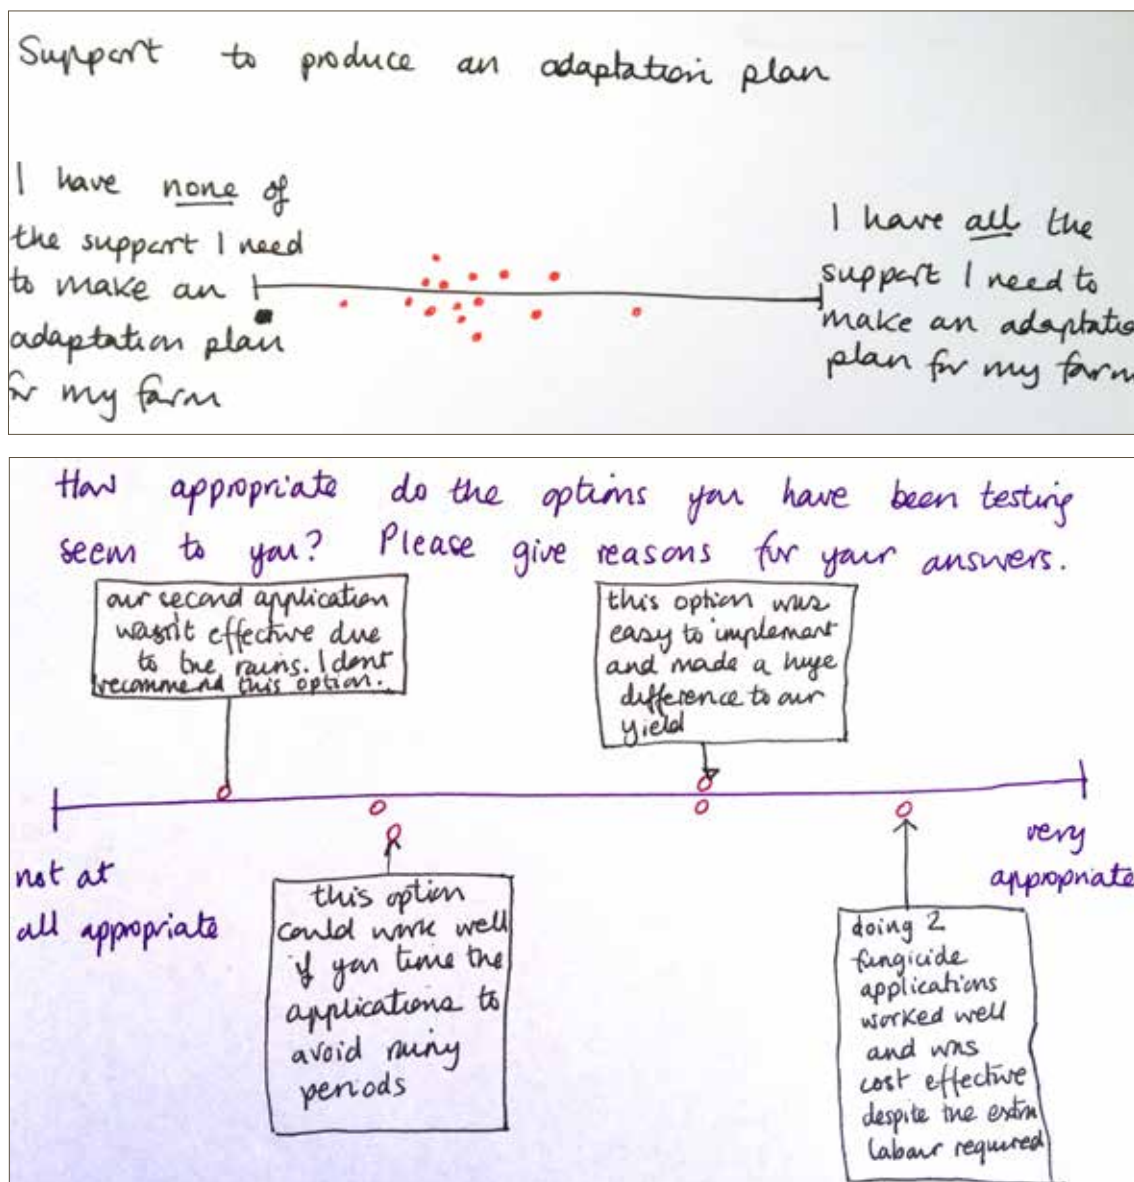 Support to produce an adaptation plan
I have none of
the support I need
to make an
adaptation plan
for my farm
I have all the
support I need to
make an adaptatio
plan for my farm
How appropriate do the options you have been testing
seem to you? Please give reasons for your answers.
our second application
wasn't effective due
to the rains. I dont
recommend this option.
this option was
easy to implement
and made a huge
difference to our
yield
not at
all appropriate
very
appropriate
this option
could work well
if you time the
applications to
avoid rainy
periods
doing 2
fungicide
applications
worked well
and was
cost effective
despite the extra
labour required